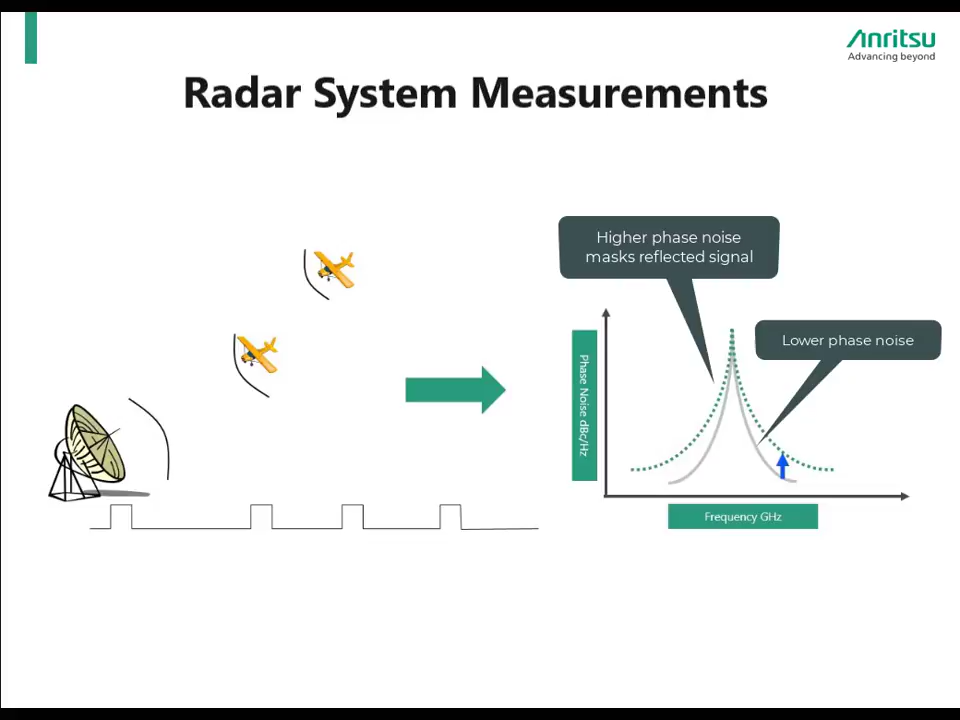 Anritsu
Advancing beyond
Radar System Measurements
Higher phase noise
masks reflected signal
Lower phase noise
Phase Noise dBc/Hz
Frequency GHz